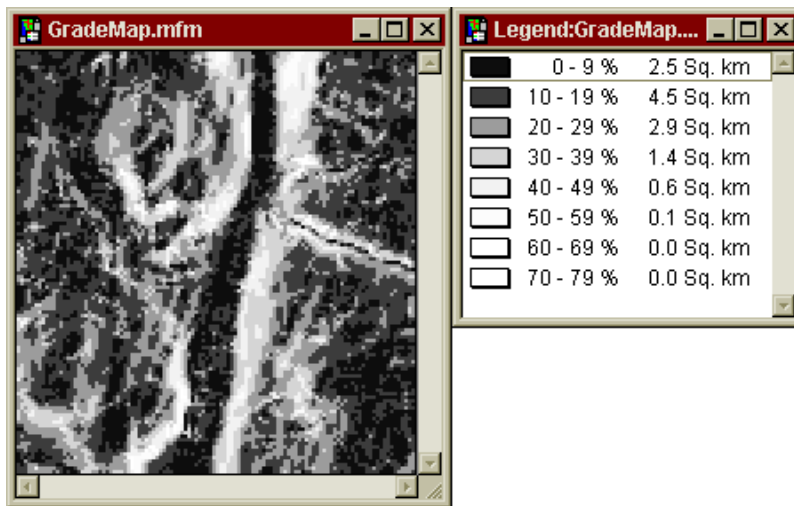 GradeMap.mfm
Legend:GradeMap....
0 - 9 % 2.5 Sq. km
10 - 19 % 4.5 Sq. km
20 - 29 % 2.9 Sq. km
30 - 39 % 1.4 Sq. km
40 - 49 % 0.6 Sq. km
50 - 59 % 0.1 Sq. km
60 - 69 % 0.0 Sq. km
70 - 79 % 0.0 Sq. km